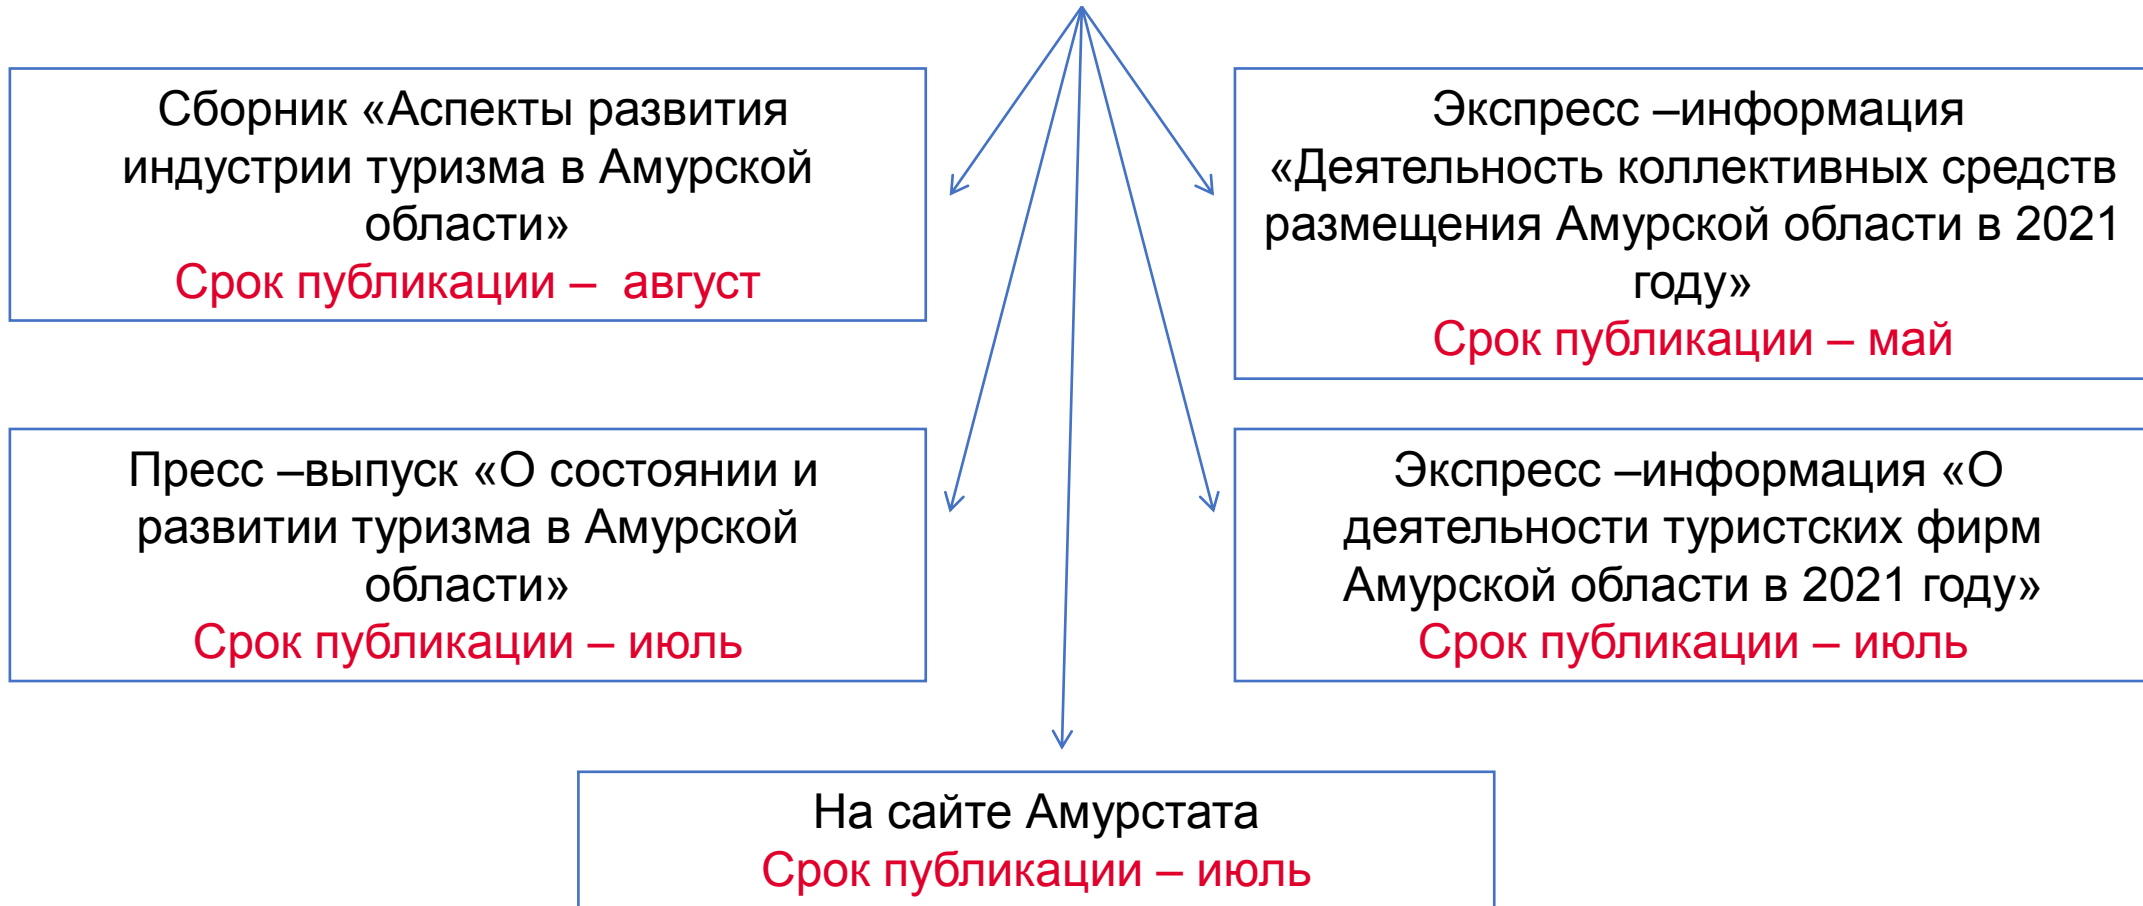 Сборник «Аспекты развития
индустрии туризма в Амурской
области»
Срок публикации – август
Экспресс –информация
«Деятельность коллективных средств
размещения Амурской области в 2021
году»
Срок публикации – май
Пресс –выпуск «О состоянии и
развитии туризма в Амурской
области»
Срок публикации – июль
Экспресс –информация «О
деятельности туристских фирм
Амурской области в 2021 году»
Срок публикации – июль
На сайте Амурстата
Срок публикации – июль